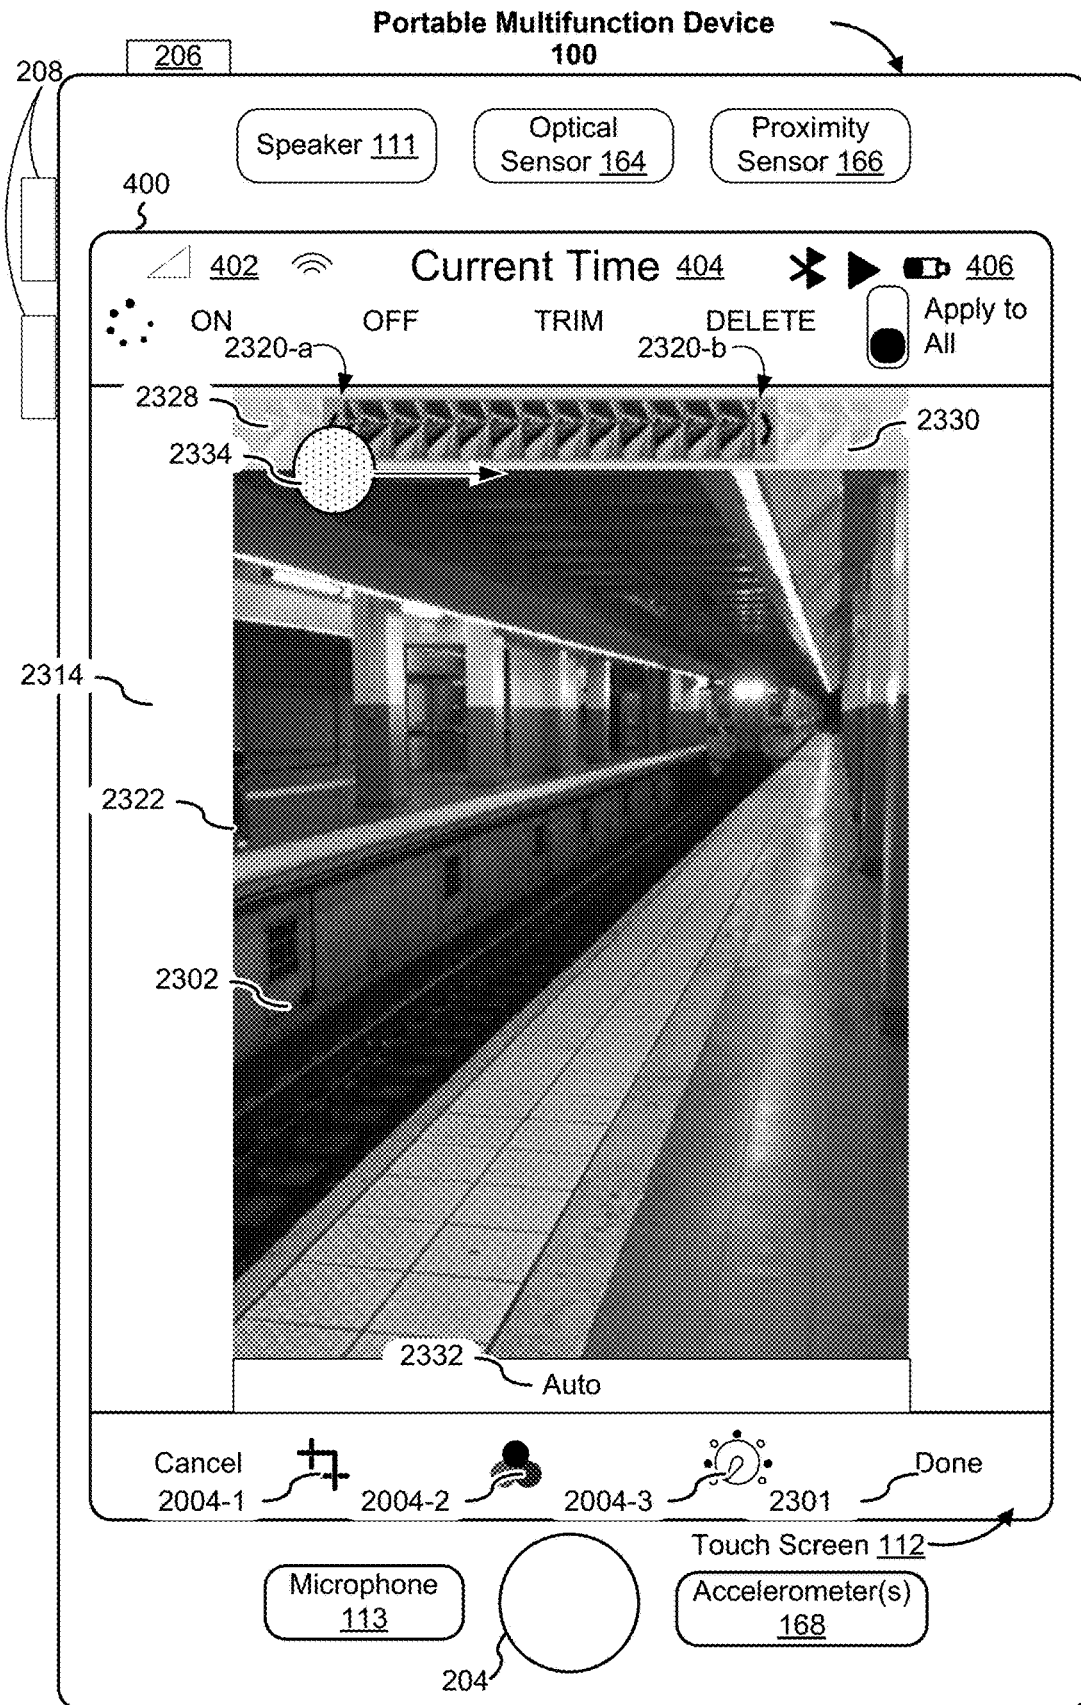 Portable Multifunction Device
100
206
208
Speaker 111
Optical
Sensor 164
Proximity
Sensor 166
400
402
Current Time 404
406
ON
OFF
TRIM
DELETE
Apply to
All
2320-a
2320-b
2328
2330
2334
2314
2322
2302
2332
Auto
Cancel
Done
2004-1
2004-2
2004-3
2301
Touch Screen 112
Microphone
113
Accelerometer(s)
168
204